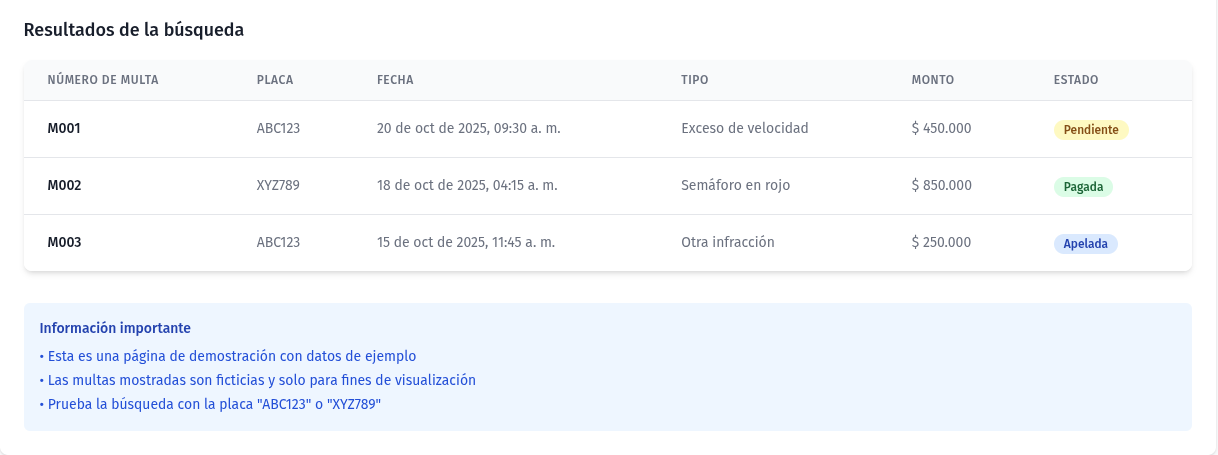 Resultados de la búsqueda
NÚMERO DE MULTA PLACA FECHA TIPO MONTO ESTADO
M001 ABC123 20 de oct de 2025, 09:30 a. m. Exceso de velocidad $ 450.000 Pendiente
M002 XYZ789 18 de oct de 2025, 04:15 a. m. Semáforo en rojo $ 850.000 Pagada
M003 ABC123 15 de oct de 2025, 11:45 a. m. Otra infracción $ 250.000 Apelada
Información importante
• Esta es una página de demostración con datos de ejemplo
• Las multas mostradas son ficticias y solo para fines de visualización
• Prueba la búsqueda con la placa "ABC123" o "XYZ789"